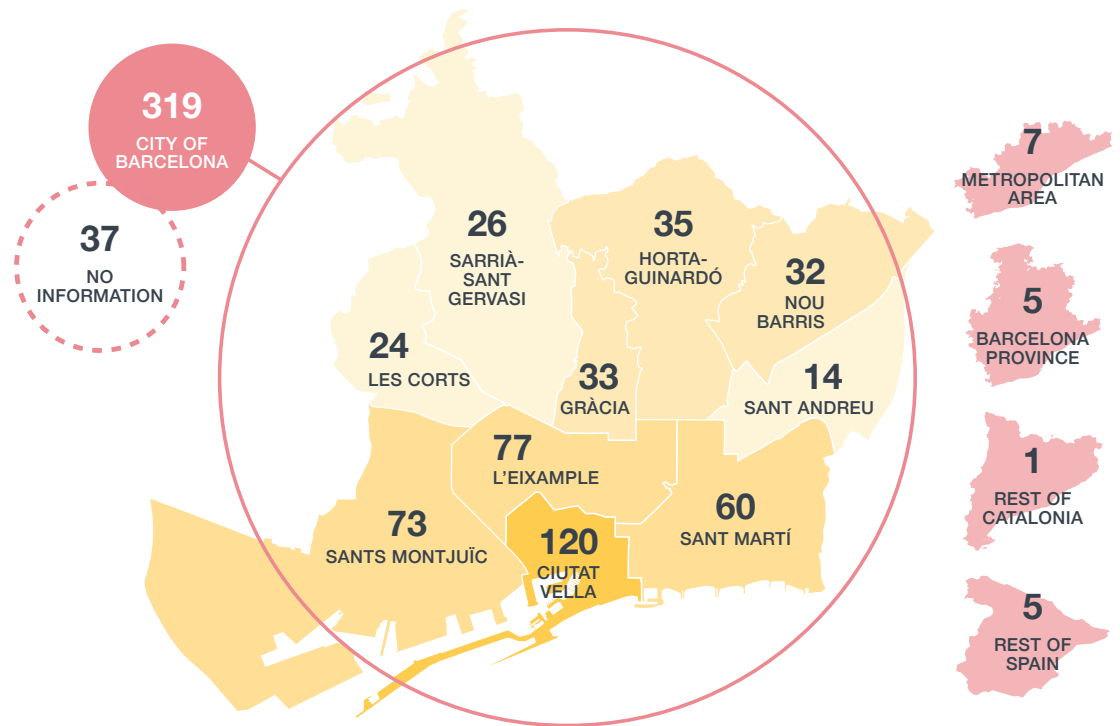 319
CITY OF
BARCELONA
37
NO
INFORMATION
26
SARRIÀ-
SANT
GERVASI
35
HORTA-
GUINARDÓ
32
NOU
BARRIS
24
LES CORTS
33
GRÀCIA
14
SANT ANDREU
77
L’EIXAMPLE
73
SANTS MONTJUÏC
120
CIUTAT
VELLA
60
SANT MARTÍ
7
METROPOLITAN
AREA
5
BARCELONA
PROVINCE
1
REST OF
CATALONIA
5
REST OF
SPAIN